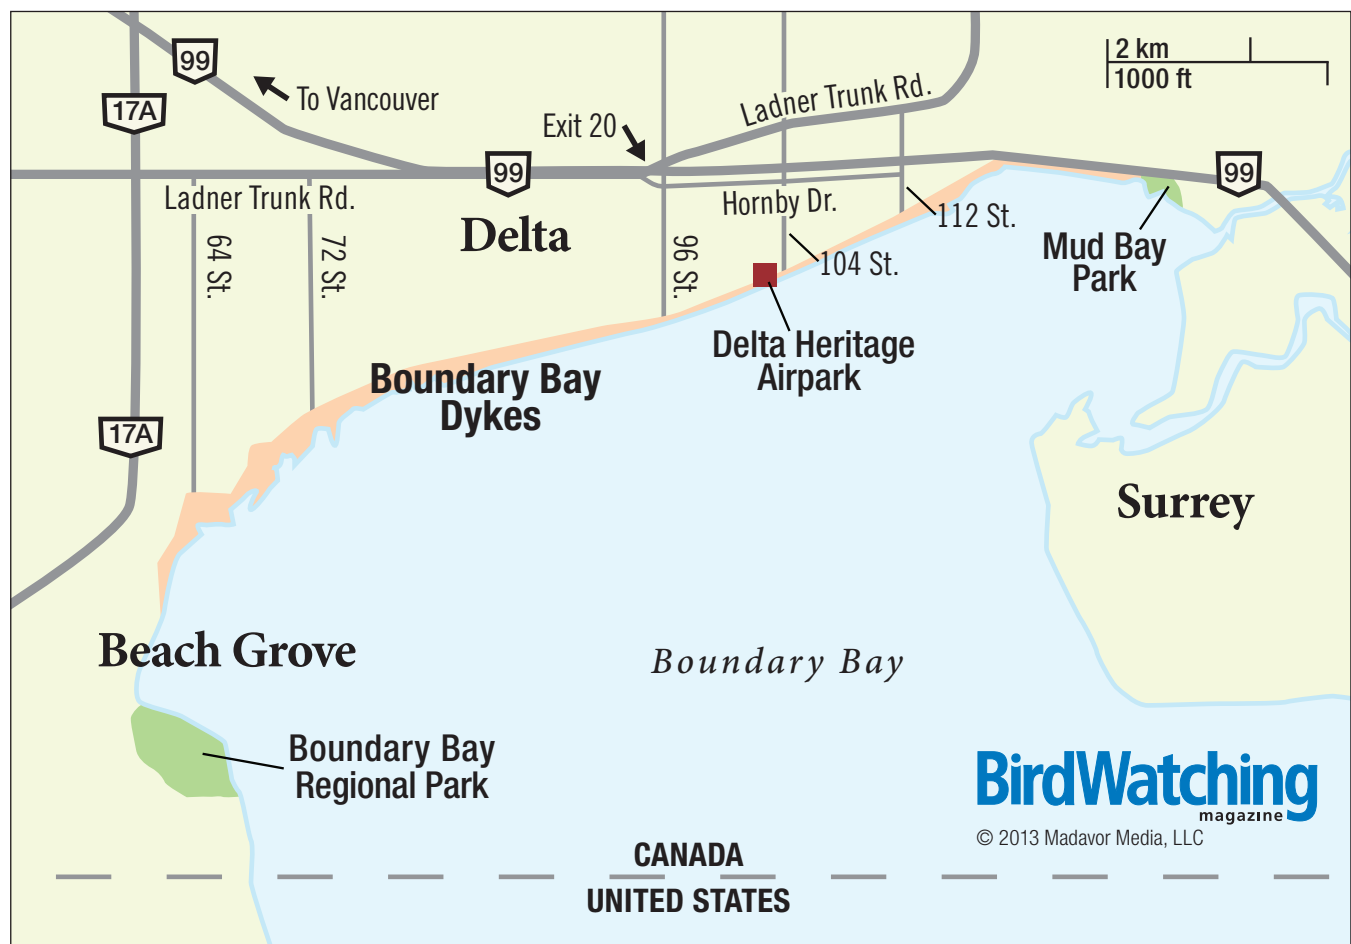 99
2 km
1000 ft
17A
To Vancouver
Ladner Trunk Rd.
Exit 20
99
99
Ladner Trunk Rd.
Hornby Dr.
112 St.
Delta
64 St.
72 St.
96 St.
104 St.
Mud Bay
Park
Delta Heritage
Airpark
Boundary Bay
Dykes
17A
Surrey
Beach Grove
Boundary Bay
Boundary Bay
Regional Park
BirdWatching
magazine
© 2013 Madavor Media, LLC
CANADA
UNITED STATES